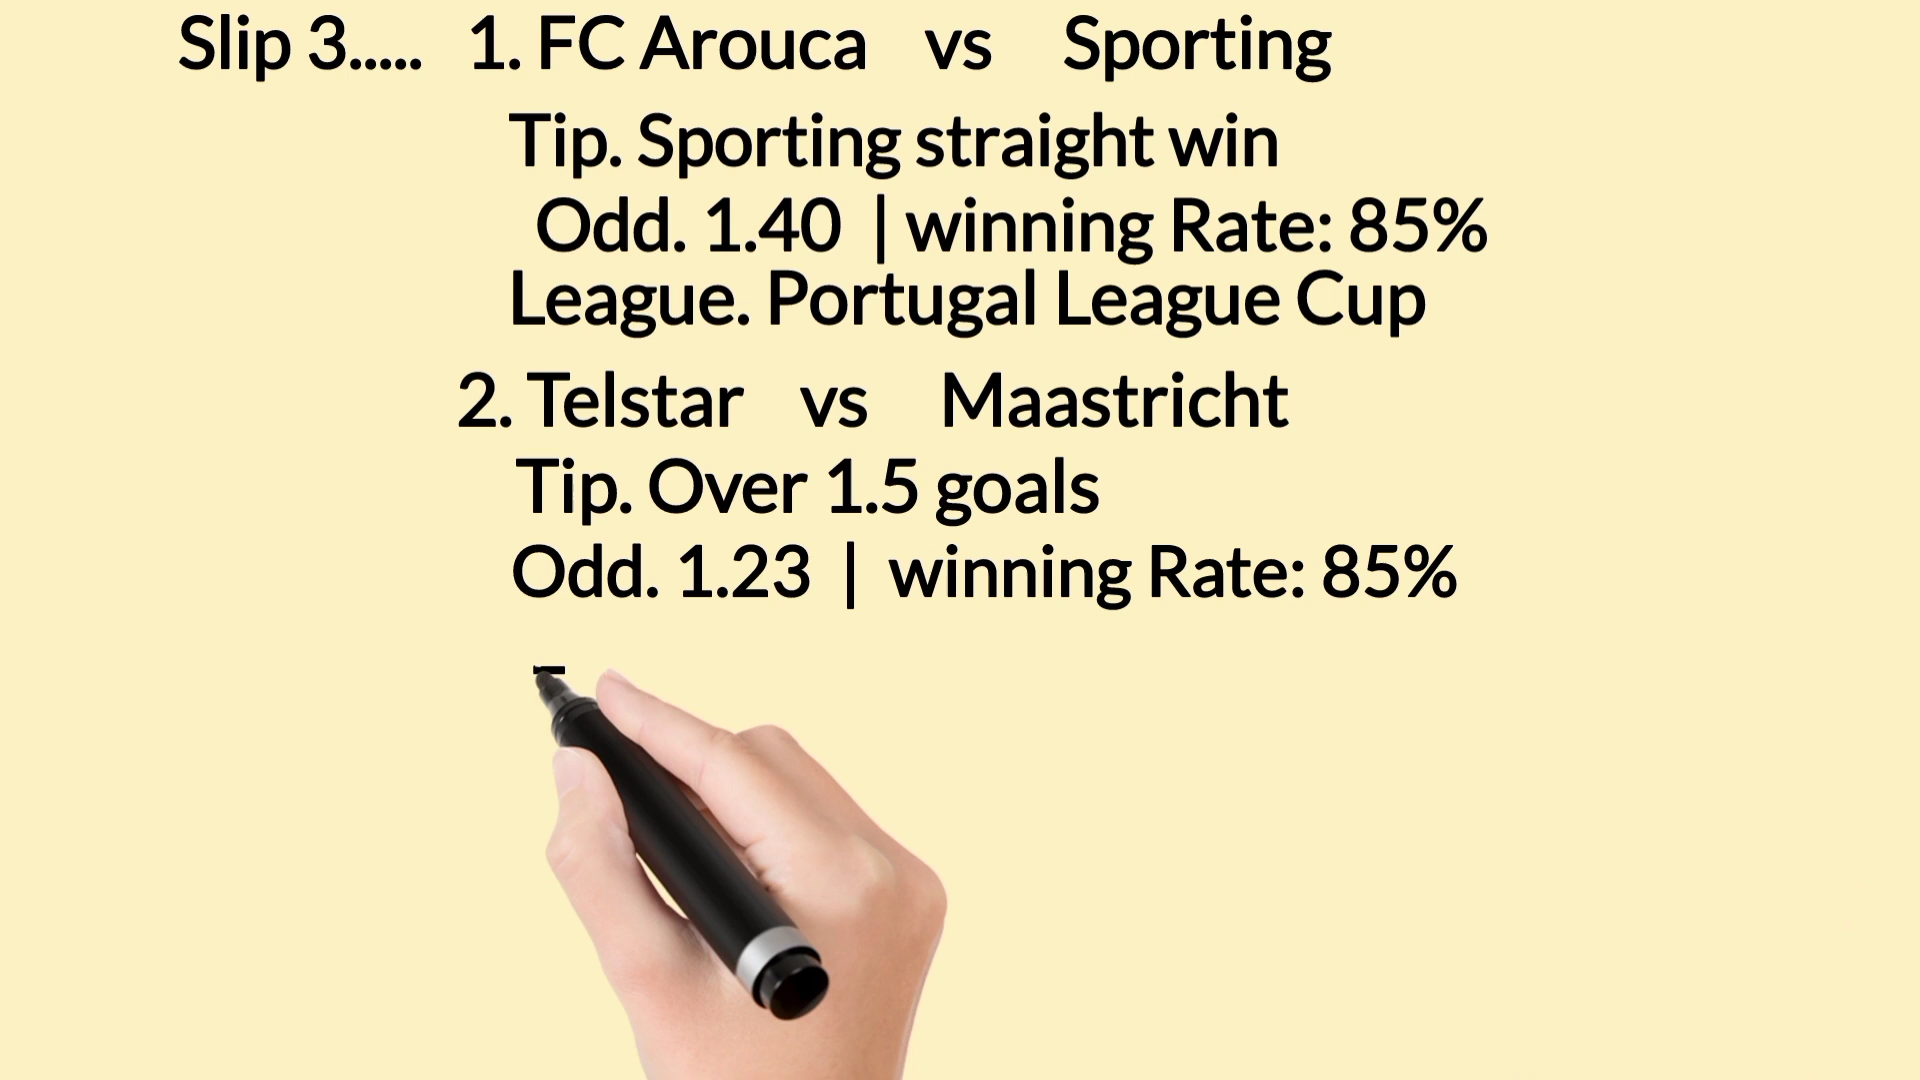 Slip 3..... 1. FC Arouca vs Sporting
Tip. Sporting straight win
Odd. 1.40 | winning Rate: 85%
League. Portugal League Cup
2. Telstar vs Maastricht
Tip. Over 1.5 goals
Odd. 1.23 | winning Rate: 85%